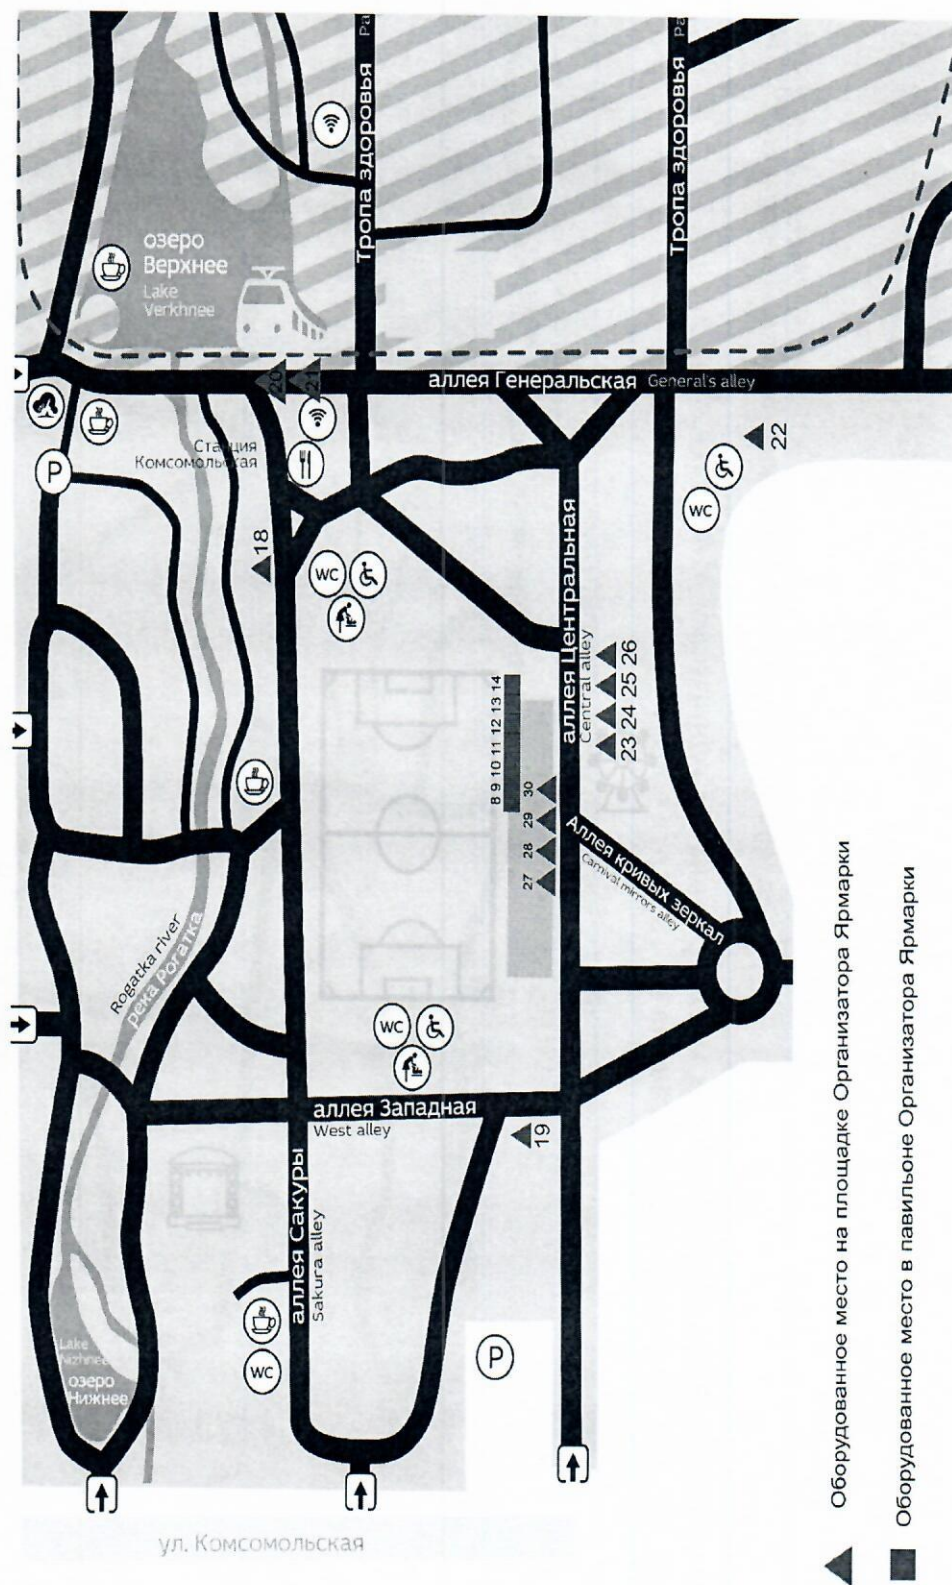 Тропа здоровья
Тропа здоровья
озеро
Верхнее
Lake
Verkhnee
20
21
аллея Генеральская General's alley
P
Станция
Комсомольская
22
WC
18
WC
аллея Центральная
Central alley
8 9 10 11 12 13 14
23 24 25 26
27 28 29 30
Аллея кривых зеркал
Carnival mirrors alley
Rogatka river
река Рогатка
WC
аллея Западная
West alley
19
аллея Сакуры
Sakura alley
WC
P
Lake
Nizhnee
озеро
Нижнее
ул. Комсомольская
Оборудованное место на площадке Организатора Ярмарки
Оборудованное место в павильоне Организатора Ярмарки